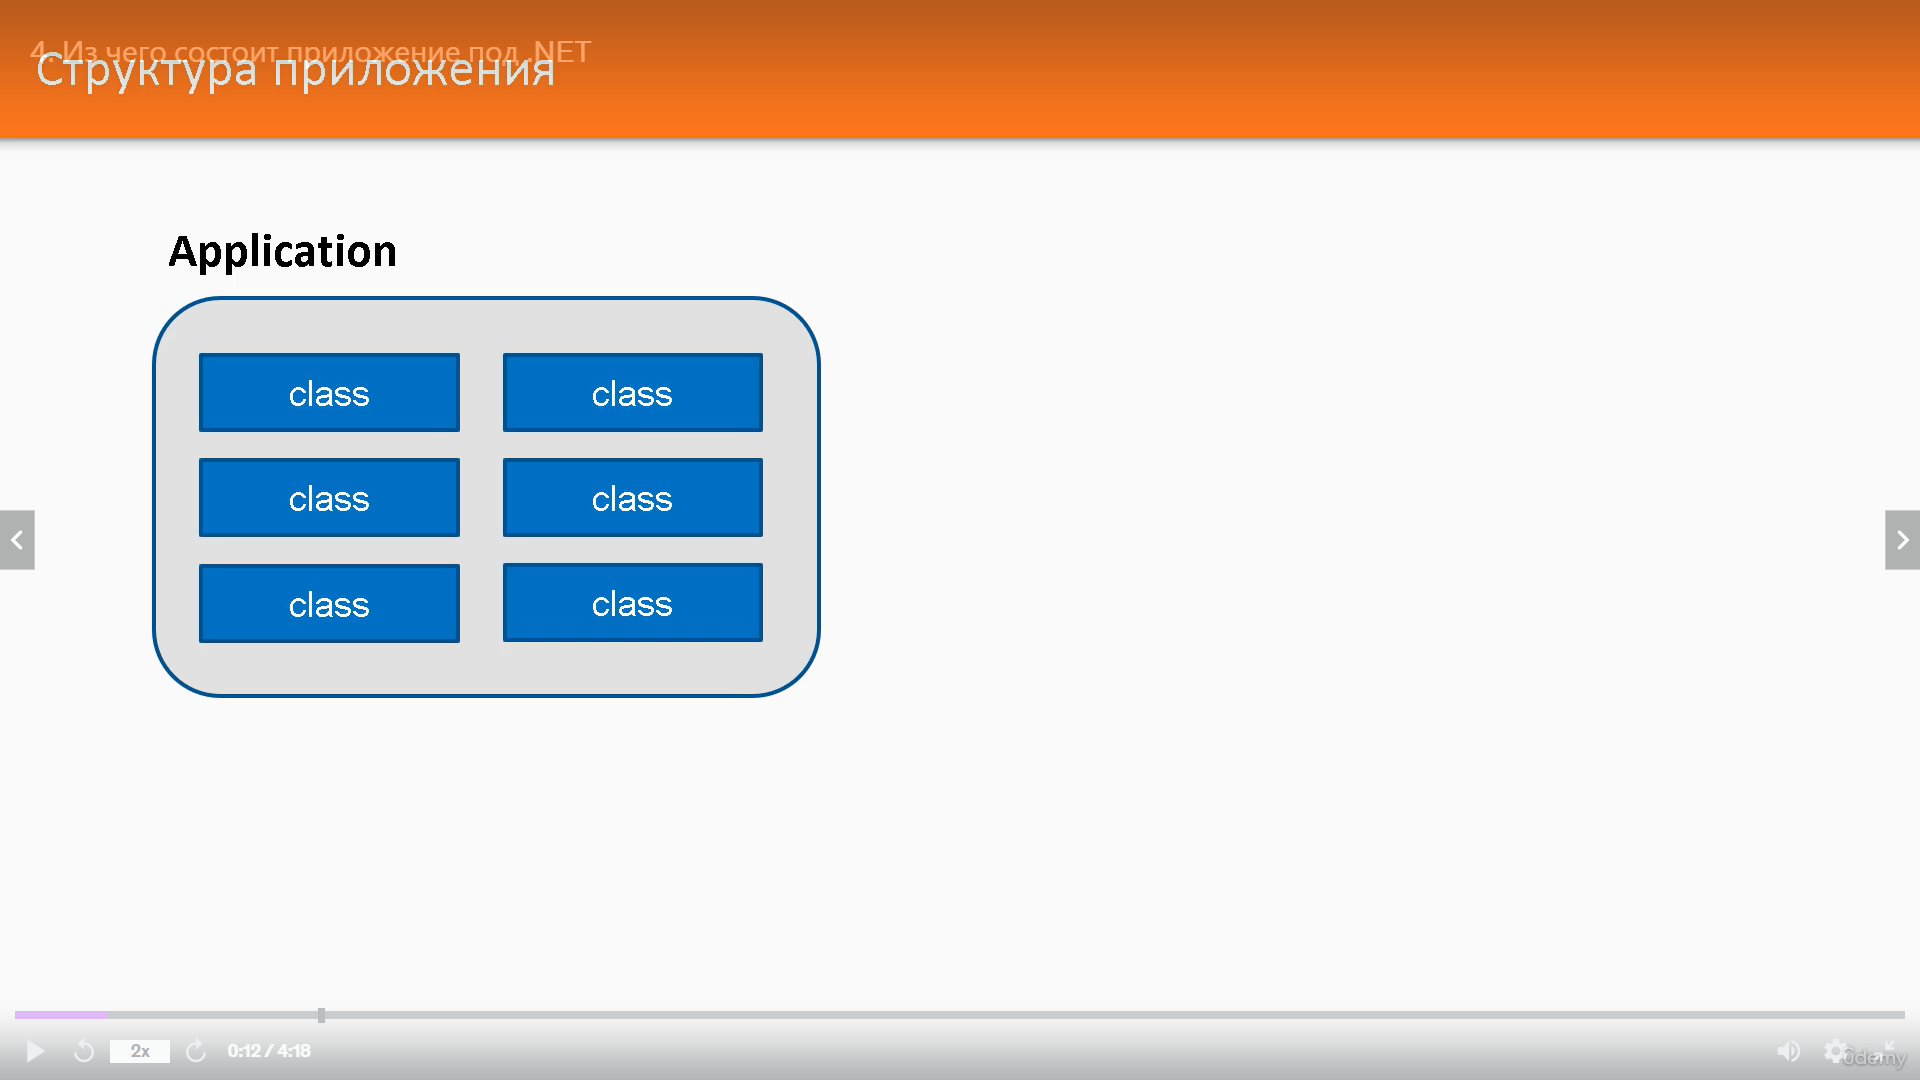 4. Из чего состоит приложение под .NET
Структура приложения
Application
class class
class class
class class
2x 0:12 / 4:18
ûdemy